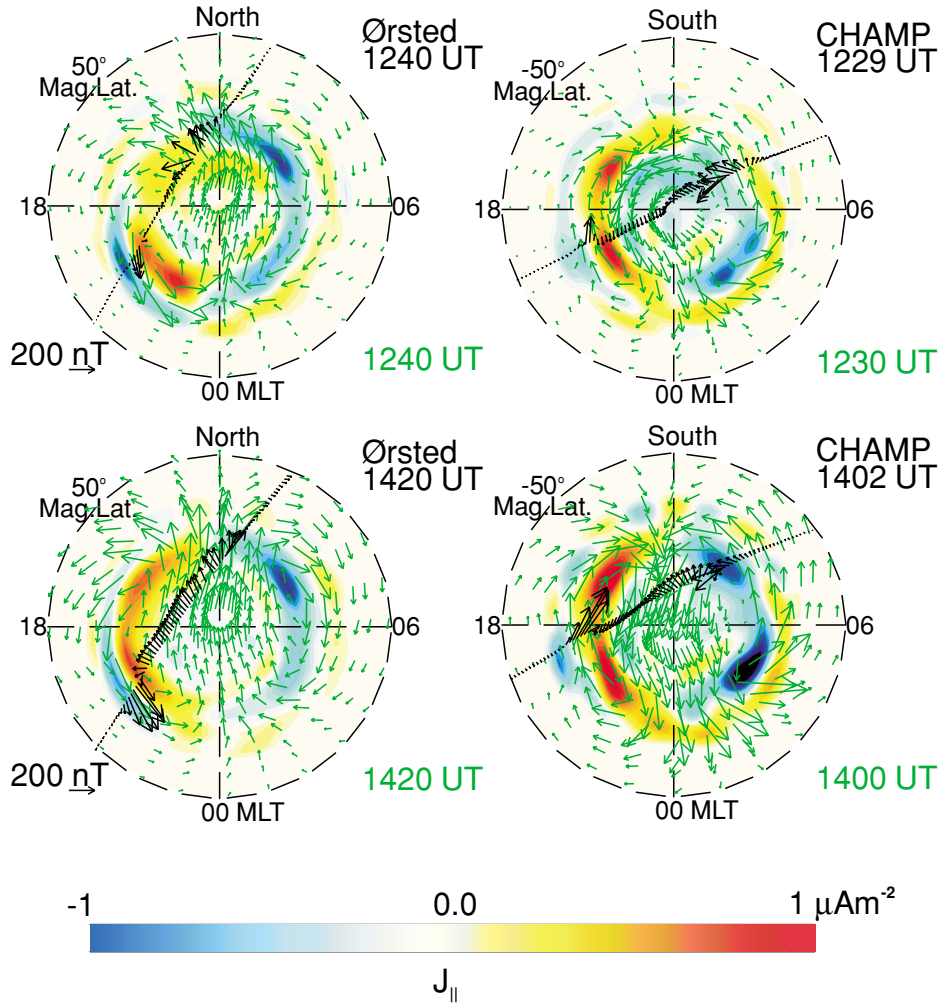 North
Ørsted
1240 UT
50°
Mag.Lat.
18
200 nT
1240 UT
00 MLT
South
CHAMP
1229 UT
-50°
Mag.Lat.
18
06
1230 UT
00 MLT
North
Ørsted
1420 UT
50°
Mag.Lat.
18
200 nT
1420 UT
00 MLT
South
CHAMP
1402 UT
-50°
Mag.Lat.
18
06
1400 UT
00 MLT
-1
0.0
1 μAm-2
J||